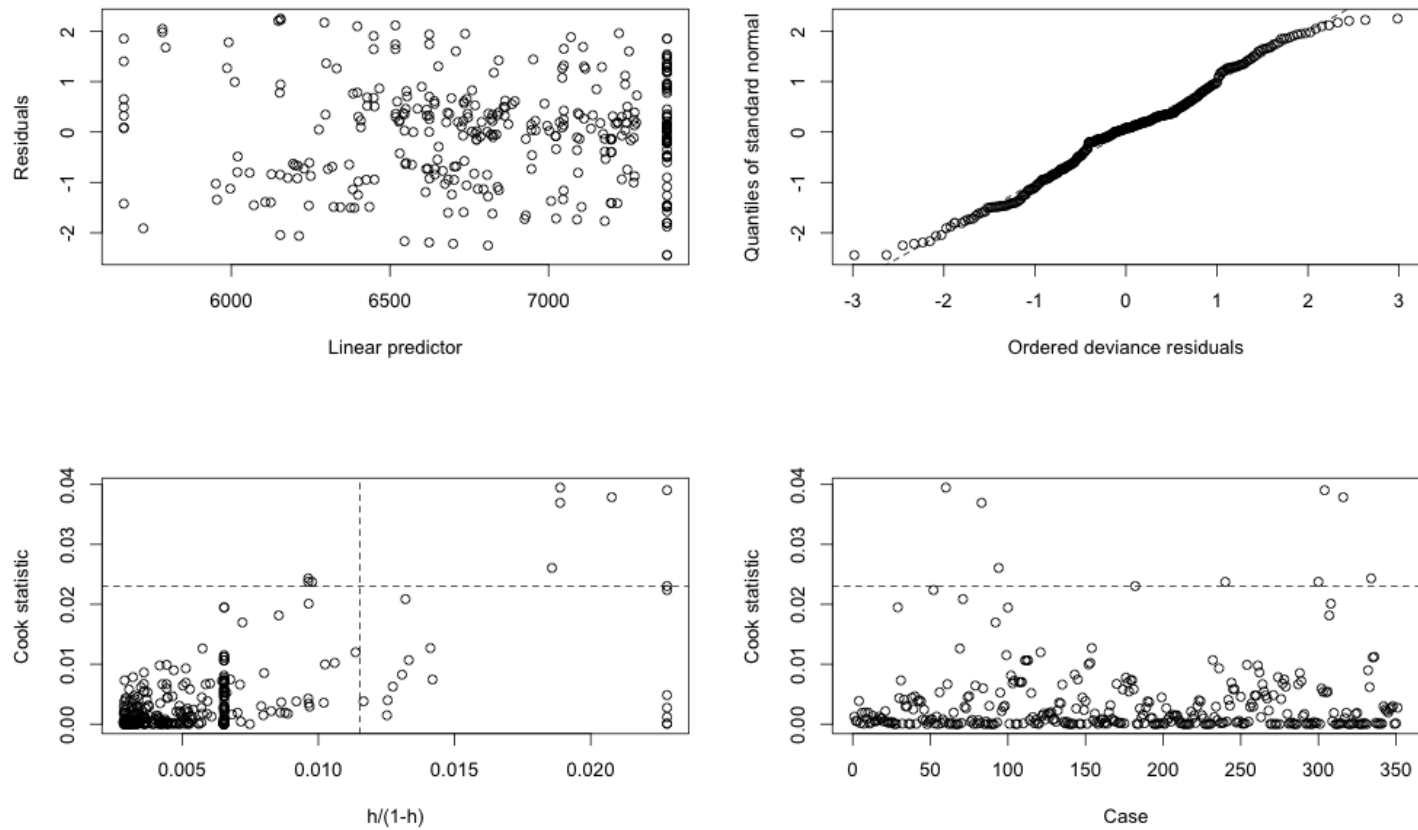 Residuals
2
1
0
-1
-2
6000 6500 7000
Linear predictor
Quantiles of standard normal
2
1
0
-1
-2
-3 -2 -1 0 1 2 3
Ordered deviance residuals
Cook statistic
0.04
0.03
0.02
0.01
0.00
0.005 0.010 0.015 0.020
h/(1-h)
Cook statistic
0.04
0.03
0.02
0.01
0.00
0 50 100 150 200 250 300 350
Case